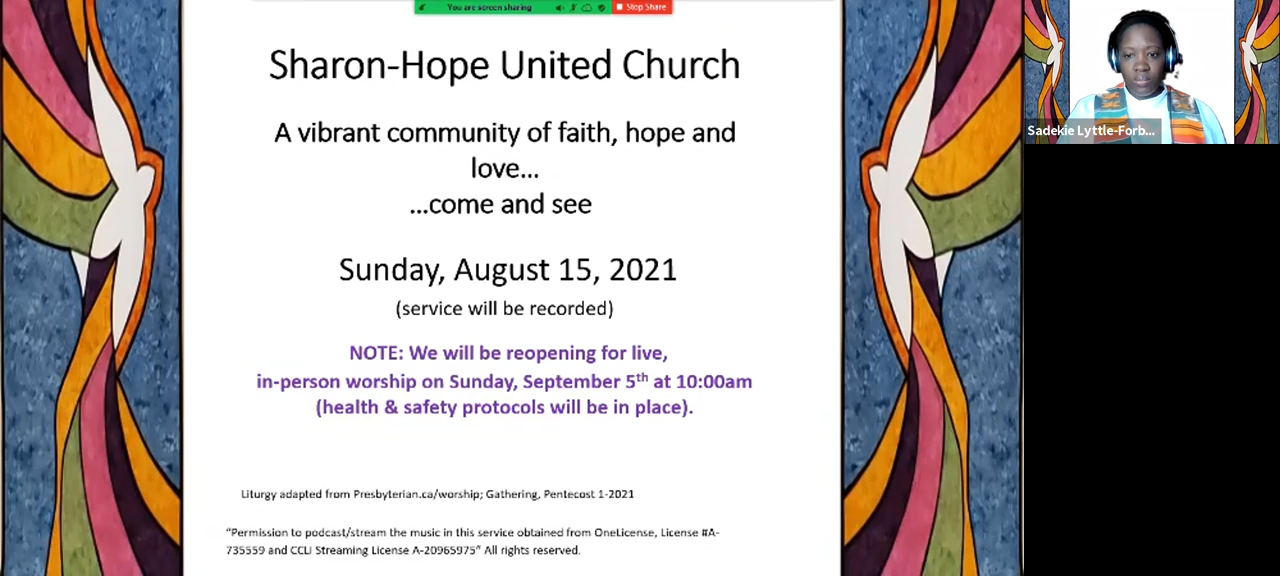 You are screen sharing
Stop Share
Sharon-Hope United Church
A vibrant community of faith, hope and
love...
...come and see
Sunday, August 15, 2021
(service will be recorded)
NOTE: We will be reopening for live,
in-person worship on Sunday, September 5th at 10:00am
(health & safety protocols will be in place).
Liturgy adapted from Presbyterian.ca/worship; Gathering, Pentecost 1-2021
"Permission to podcast/stream the music in this service obtained from OneLicense, License #A-
735559 and CCLI Streaming License A-20965975" All rights reserved.
Sadekie Lyttle-Forb...